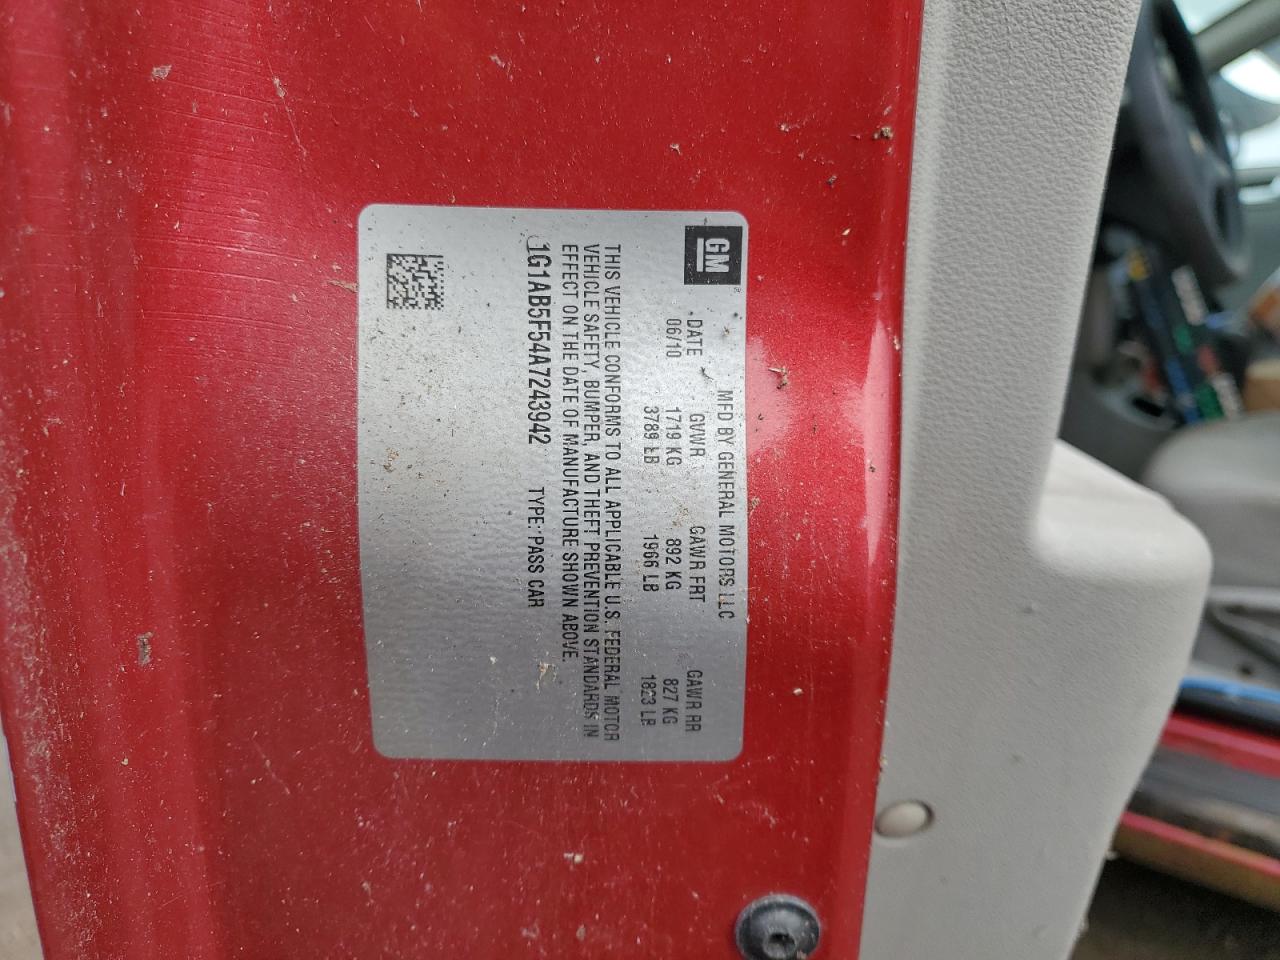 GM
MFD BY GENERAL MOTORS LLC
DATE GVWR GAWR FRT GAWR RR
06/10 1719 KG 892 KG 827 KG
3789 LB 1966 LB 1823 LB
THIS VEHICLE CONFORMS TO ALL APPLICABLE U.S. FEDERAL MOTOR
VEHICLE SAFETY, BUMPER, AND THEFT PREVENTION STANDARDS IN
EFFECT ON THE DATE OF MANUFACTURE SHOWN ABOVE.
1G1AB5F54A7243942 TYPE: PASS CAR